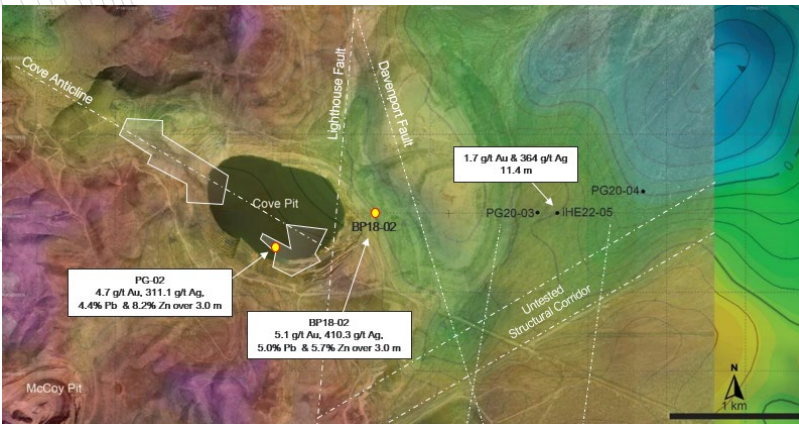 Cove Anticline
Lighthouse Fault
Davenport Fault
1.7 g/t Au & 364 g/t Ag
11.4 m
PG20-04
PG20-03
IHE22-05
Cove Pit
BP18-02
PG-02
4.7 g/t Au, 311.1 g/t Ag,
4.4% Pb & 8.2% Zn over 3.0 m
BP18-02
5.1 g/t Au, 410.3 g/t Ag,
5.0% Pb & 5.7% Zn over 3.0 m
Untested
Structural Corridor
McCoy Pit
N
1 km
0